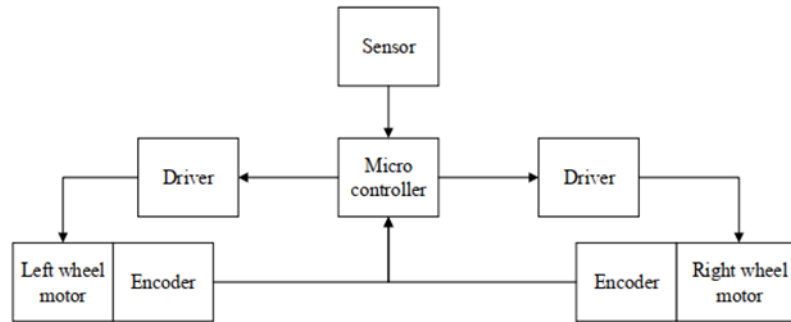 Sensor
Driver
Micro
controller
Driver
Left wheel
motor
Encoder
Encoder
Right wheel
motor